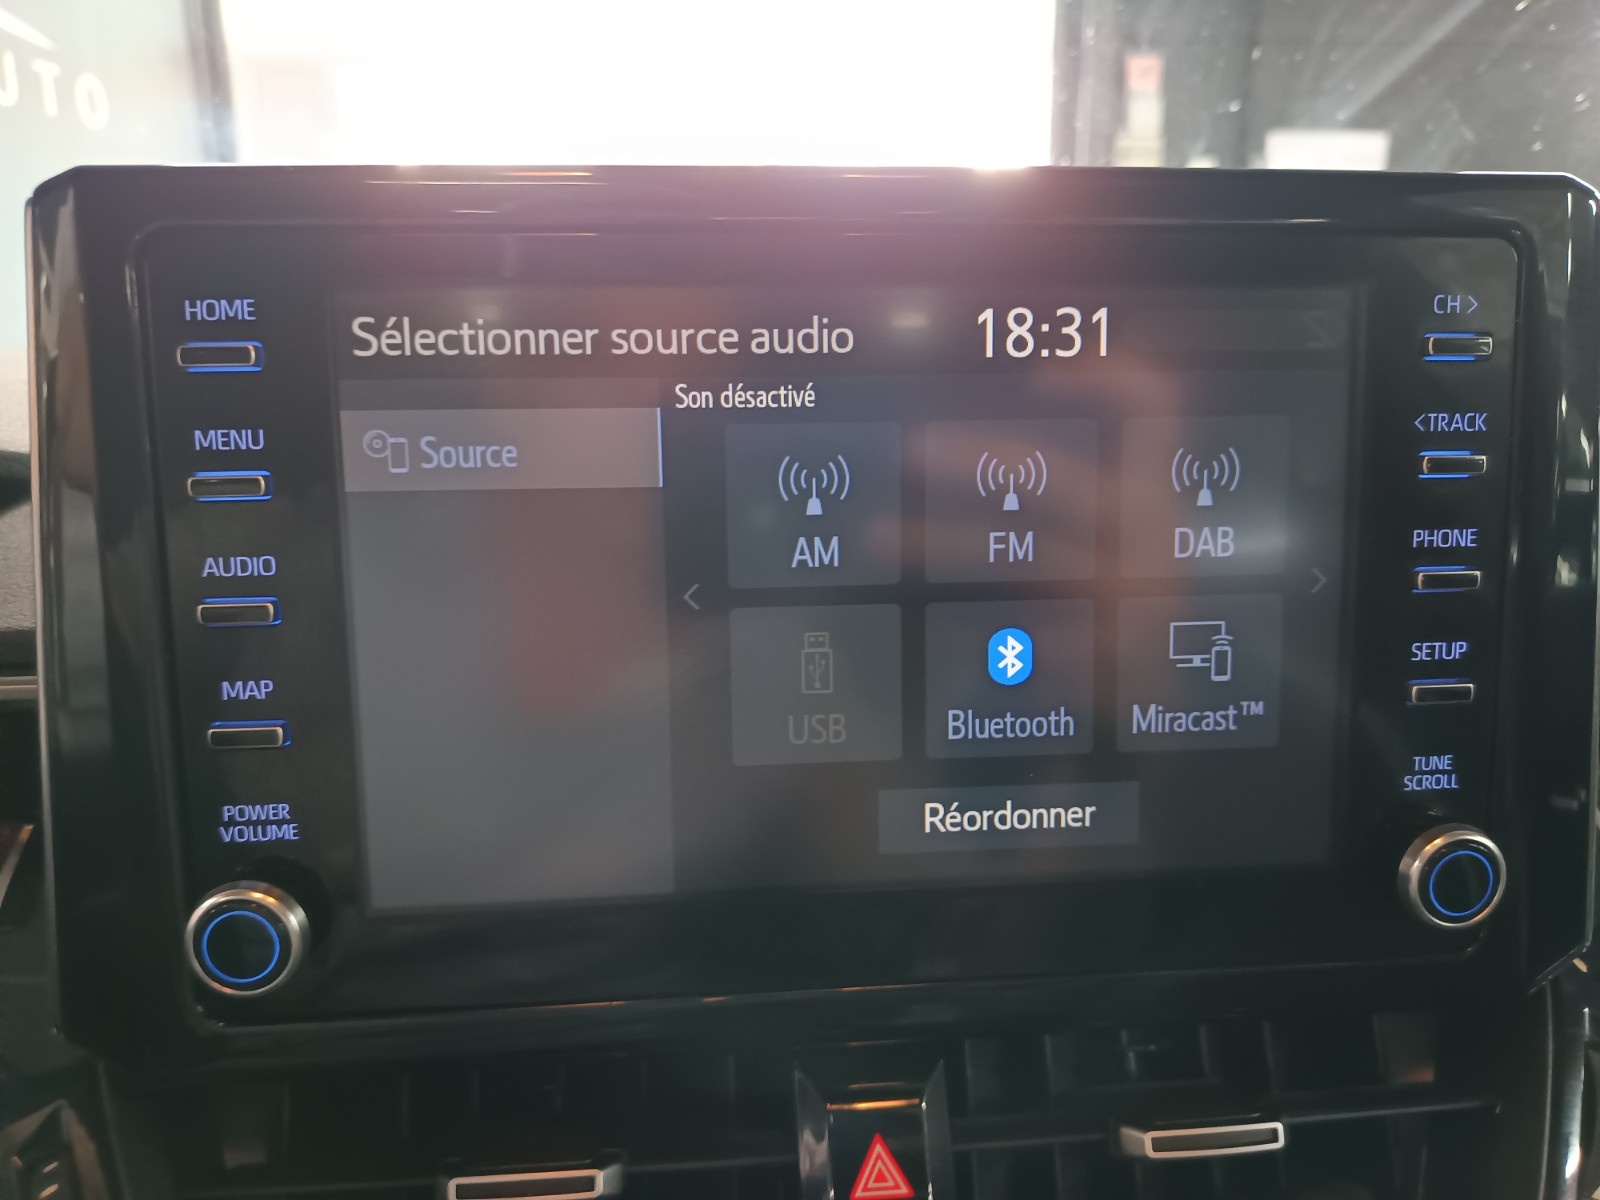 HOME
MENU
AUDIO
MAP
POWER
VOLUME
Sélectionner source audio 18:31
Son désactivé
Source
AM
FM
DAB
USB
Bluetooth
Miracast™
Réordonner
CH>
<TRACK
PHONE
SETUP
TUNE
SCROLL